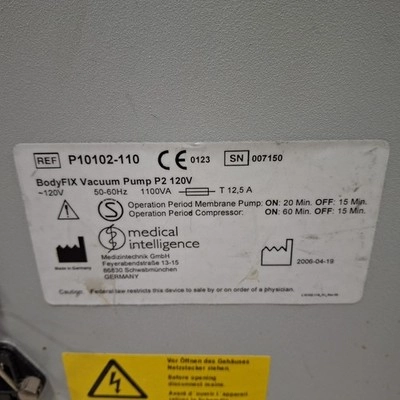 REF P10102-110 CE 0123 SN 007150
BodyFIX Vacuum Pump P2 120V
~120V 50-60Hz 1100VA T 12,5 A
Operation Period Membrane Pump: ON: 20 Min. OFF: 15 Min.
Operation Period Compressor: ON: 60 Min. OFF: 15 Min.
medical
intelligence
Medizintechnik GmbH
Feyerabendstraße 13-15
86830 Schwabmünchen
GERMANY
Made in Germany
2006-04-19
Caution: Federal law restricts this device to sale by or on order of a physician.
Vor Öffnen des Gehäuses
Netzstecker ziehen.
Before opening
disconnect mains.
Avant d'ouvrir l'appareil